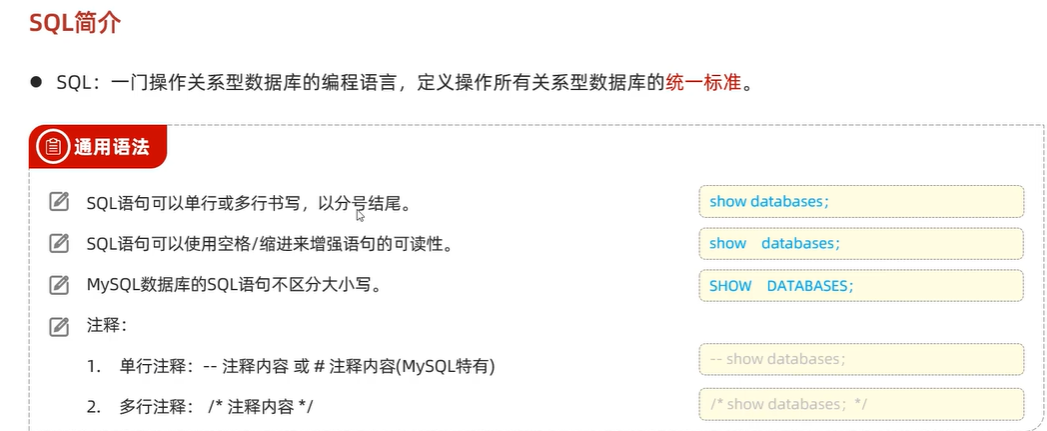 SQL简介
SQL：一门操作关系型数据库的编程语言，定义操作所有关系型数据库的统一标准。
通用语法
SQL语句可以单行或多行书写，以分号结尾。
show databases；
SQL语句可以使用空格/缩进来增强语句的可读性。
show    databases；
MySQL数据库的SQL语句不区分大小写。
SHOW    DATABASES；
注释：
1. 单行注释：-- 注释内容 或 # 注释内容(MySQL特有)
-- show databases；
2. 多行注释： /* 注释内容 */
/* show databases；*/